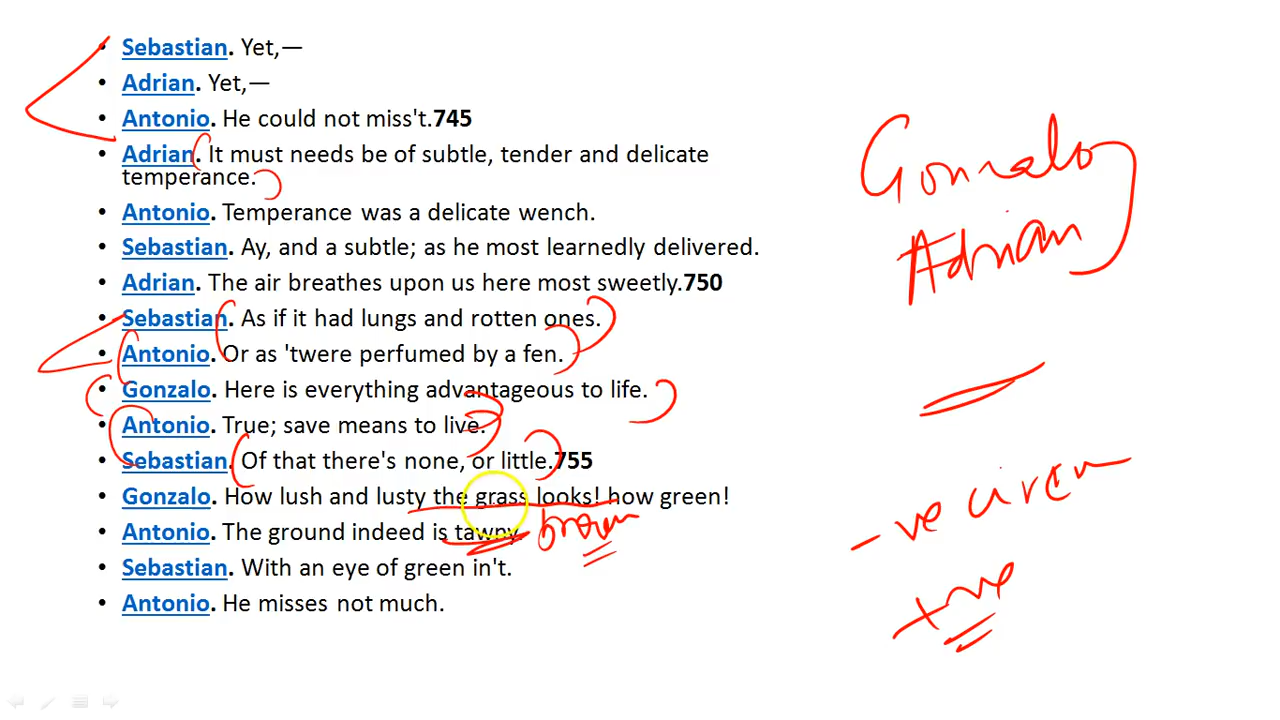 • Sebastian. Yet,—
• Adrian. Yet,—
• Antonio. He could not miss't.745
• Adrian. It must needs be of subtle, tender and delicate
temperance.
• Antonio. Temperance was a delicate wench.
• Sebastian. Ay, and a subtle; as he most learnedly delivered.
• Adrian. The air breathes upon us here most sweetly.750
• Sebastian. As if it had lungs and rotten ones.
• Antonio. Or as 'twere perfumed by a fen.
• Gonzalo. Here is everything advantageous to life.
• Antonio. True; save means to live.
• Sebastian. Of that there's none, or little.755
• Gonzalo. How lush and lusty the grass looks! how green!
• Antonio. The ground indeed is tawny.
brown
• Sebastian. With an eye of green in't.
• Antonio. He misses not much.
Gonzalo
Adrian
-ve circum
+ve